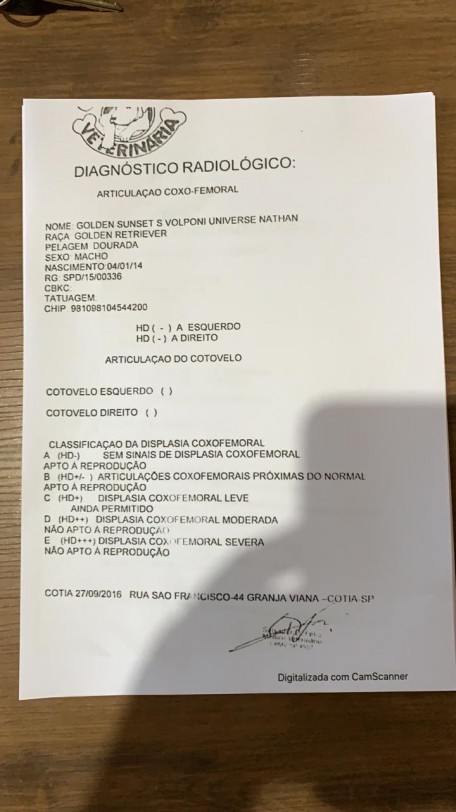 VETERINÁRIA
DIAGNÓSTICO RADIOLÓGICO:
ARTICULAÇAO COXO-FEMORAL
NOME: GOLDEN SUNSET S VOLPONI UNIVERSE NATHAN
RAÇA: GOLDEN RETRIEVER
PELAGEM DOURADA
SEXO: MACHO
NASCIMENTO:04/01/14
RG: SPD/15/00336
CBKC:
TATUAGEM:
CHIP: 981098104544200
HD ( - ) A ESQUERDO
HD ( - ) A DIREITO
ARTICULAÇAO DO COTOVELO
COTOVELO ESQUERDO ( )
COTOVELO DIREITO ( )
CLASSIFICAÇAO DA DISPLASIA COXOFEMORAL
A (HD-) SEM SINAIS DE DISPLASIA COXOFEMORAL
APTO À REPRODUÇÃO
B (HD+/- ) ARTICULAÇÕES COXOFEMORAIS PRÓXIMAS DO NORMAL
APTO À REPRODUÇÃO
C (HD+) DISPLASIA COXOFEMORAL LEVE
AINDA PERMITIDO
D (HD++) DISPLASIA COXOFEMORAL MODERADA
NÃO APTO À REPRODUÇAO
E (HD+++) DISPLASIA COXOFEMORAL SEVERA
NÃO APTO À REPRODUÇÃO
COTIA 27/09/2016 RUA SAO FRANCISCO-44 GRANJA VIANA –COTIA-SP
Digitalizada com CamScanner